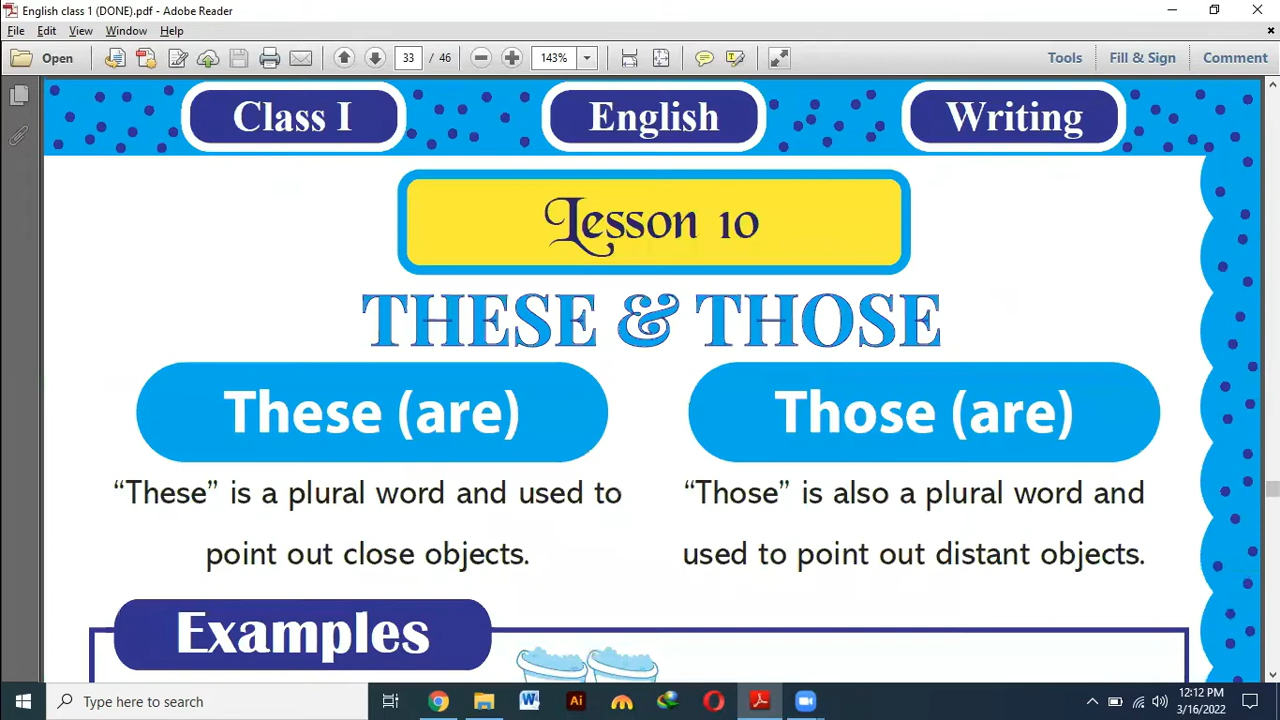 English class 1 (DONE).pdf - Adobe Reader
File Edit View Window Help
Open 33 / 46 143% Tools Fill & Sign Comment
Class I English Writing
Lesson 10
THESE & THOSE
These (are) Those (are)
“These” is a plural word and used to
point out close objects.
“Those” is also a plural word and
used to point out distant objects.
Examples
Type here to search
12:12 PM
3/16/2022